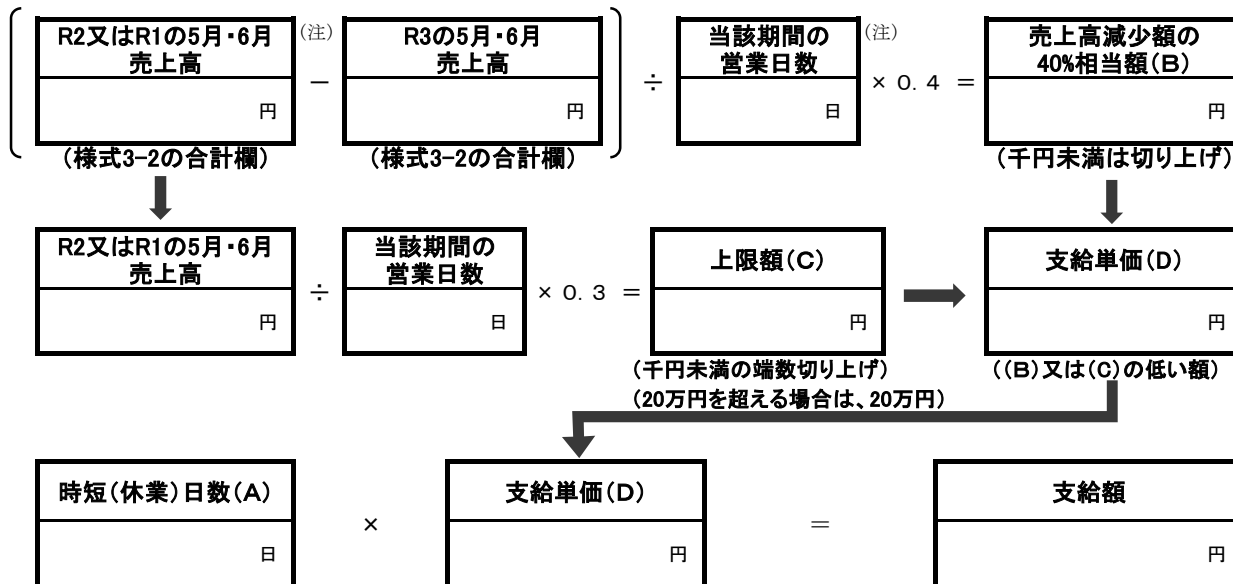 R2又はR1の5月・6月
売上高
円
(注)
－
R3の5月・6月
売上高
円
÷
当該期間の
営業日数
日
(注)
× 0.4 ＝
売上高減少額の
40%相当額(B)
円
(様式3-2の合計欄)
(様式3-2の合計欄)
(千円未満は切り上げ)
R2又はR1の5月・6月
売上高
円
÷
当該期間の
営業日数
日
× 0.3 ＝
上限額(C)
円
支給単価(D)
円
(千円未満の端数切り上げ)
(20万円を超える場合は、20万円)
((B)又は(C)の低い額)
時短(休業)日数(A)
日
×
支給単価(D)
円
＝
支給額
円